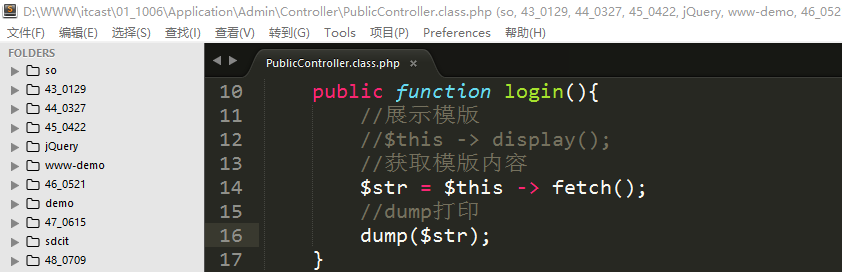 D:\WWW\itcast\01_1006\Application\Admin\Controller\PublicController.class.php (so, 43_0129, 44_0327, 45_0422, jQuery, www-demo, 46_052
文件(F) 编辑(E) 选择(S) 查找(I) 查看(V) 转到(G) Tools 项目(P) Preferences 帮助(H)
FOLDERS
so
43_0129
44_0327
45_0422
jQuery
www-demo
46_0521
demo
47_0615
sdcit
48_0709
PublicController.class.php ×
10 public function login(){
11 //展示模版
12 //$this -> display();
13 //获取模版内容
14 $str = $this -> fetch();
15 //dump打印
16 dump($str);
17 }